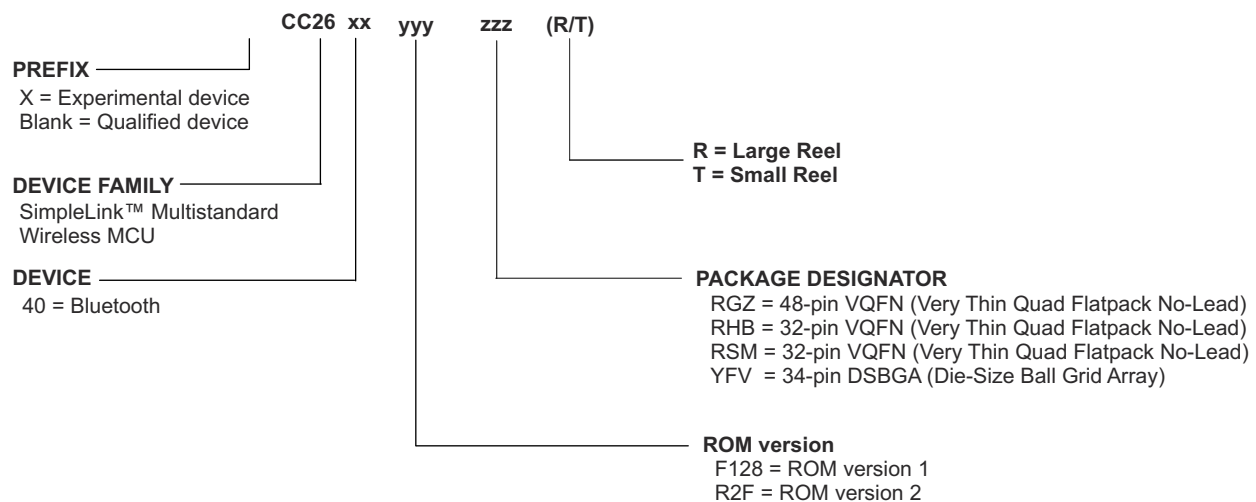 CC26 xx yyy zzz (R/T)
PREFIX
X = Experimental device
Blank = Qualified device
R = Large Reel
T = Small Reel
DEVICE FAMILY
SimpleLink™ Multistandard
Wireless MCU
DEVICE
40 = Bluetooth
PACKAGE DESIGNATOR
RGZ = 48-pin VQFN (Very Thin Quad Flatpack No-Lead)
RHB = 32-pin VQFN (Very Thin Quad Flatpack No-Lead)
RSM = 32-pin VQFN (Very Thin Quad Flatpack No-Lead)
YFV = 34-pin DSBGA (Die-Size Ball Grid Array)
ROM version
F128 = ROM version 1
R2F = ROM version 2